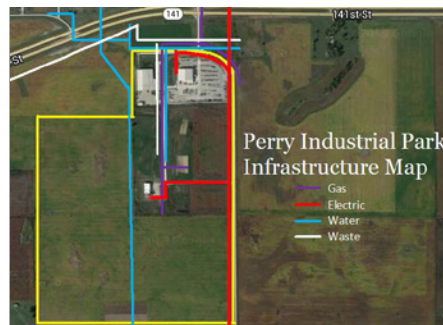 141
141st St
St
Perry Industrial Park
Infrastructure Map
Gas
Electric
Water
Waste